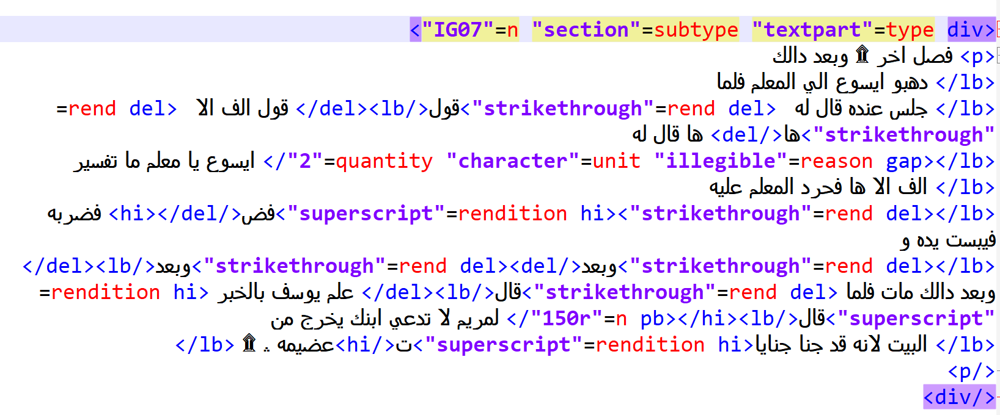 <div type="textpart" subtype="section" n="IG07">
<p> فصل اخر ۩ وبعد دالك
<lb/> دهبو ايسوع الي المعلم فلما
<lb/> جلس عنده قال له <del rend="strikethrough">قول</lb><del/> قول الف الا <del rend=
"strikethrough">ها</del> ها قال له
<lb/><gap reason="illegible" unit="character" quantity="2"/> ايسوع يا معلم ما تفسير
<lb/> الف الا ها فحرد المعلم عليه
<lb/><del rend="strikethrough"><hi rendition="superscript">فض</del/><hi> فضربه
فيبست يده و
<lb/><del rend="strikethrough">وبعد</del><del rend="strikethrough">وبعد</lb><del/>
وبعد دالك مات فلما <del rend="strikethrough">قال</lb><del/> علم يوسف بالخبر <hi rendition=
"superscript">قال</lb><hi/><pb n="150r"/> لمريم لا تدعي ابنك يخرج من
<lb/> البيت لانه قد جنا جنايا<hi rendition="superscript">ت</hi>عضيمه ܀ ۩ <lb/>
</p>
</div>